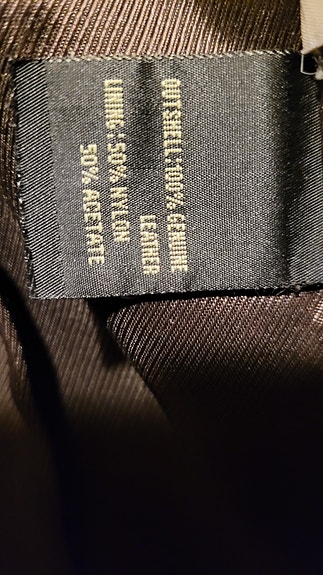 OUTSHELL:100% GENUINE
LEATHER
LINING: 50% NYLON
50% ACETATE